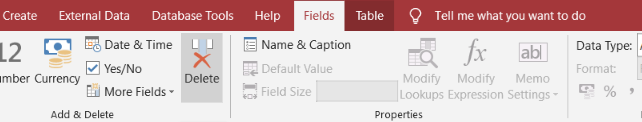 Create External Data Database Tools Help Fields Table Tell me what you want to do
12 Date & Time Name & Caption Data Type:
Currency Yes/No Delete Default Value Modify Lookups Modify Expression Memo Settings Format:
More Fields Field Size % ,
Add & Delete Properties